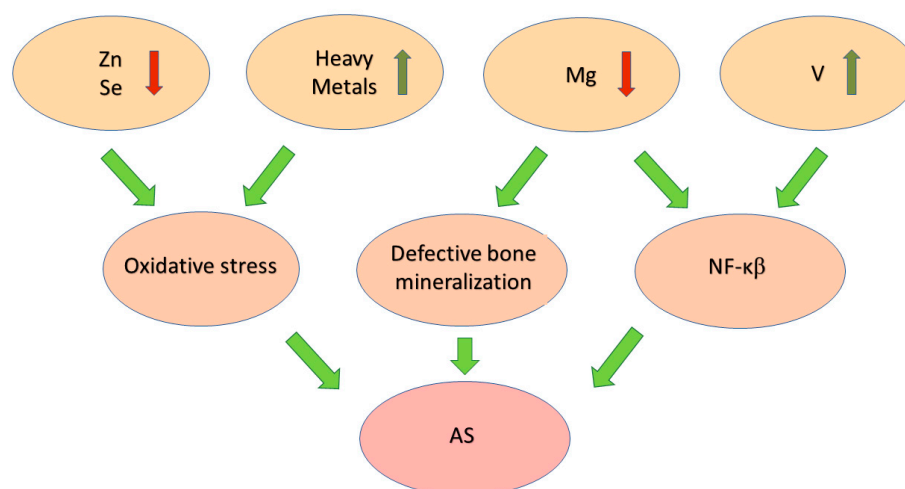 Zn
Se
Heavy
Metals
Mg
V
Oxidative stress
Defective bone
mineralization
NF-κβ
AS